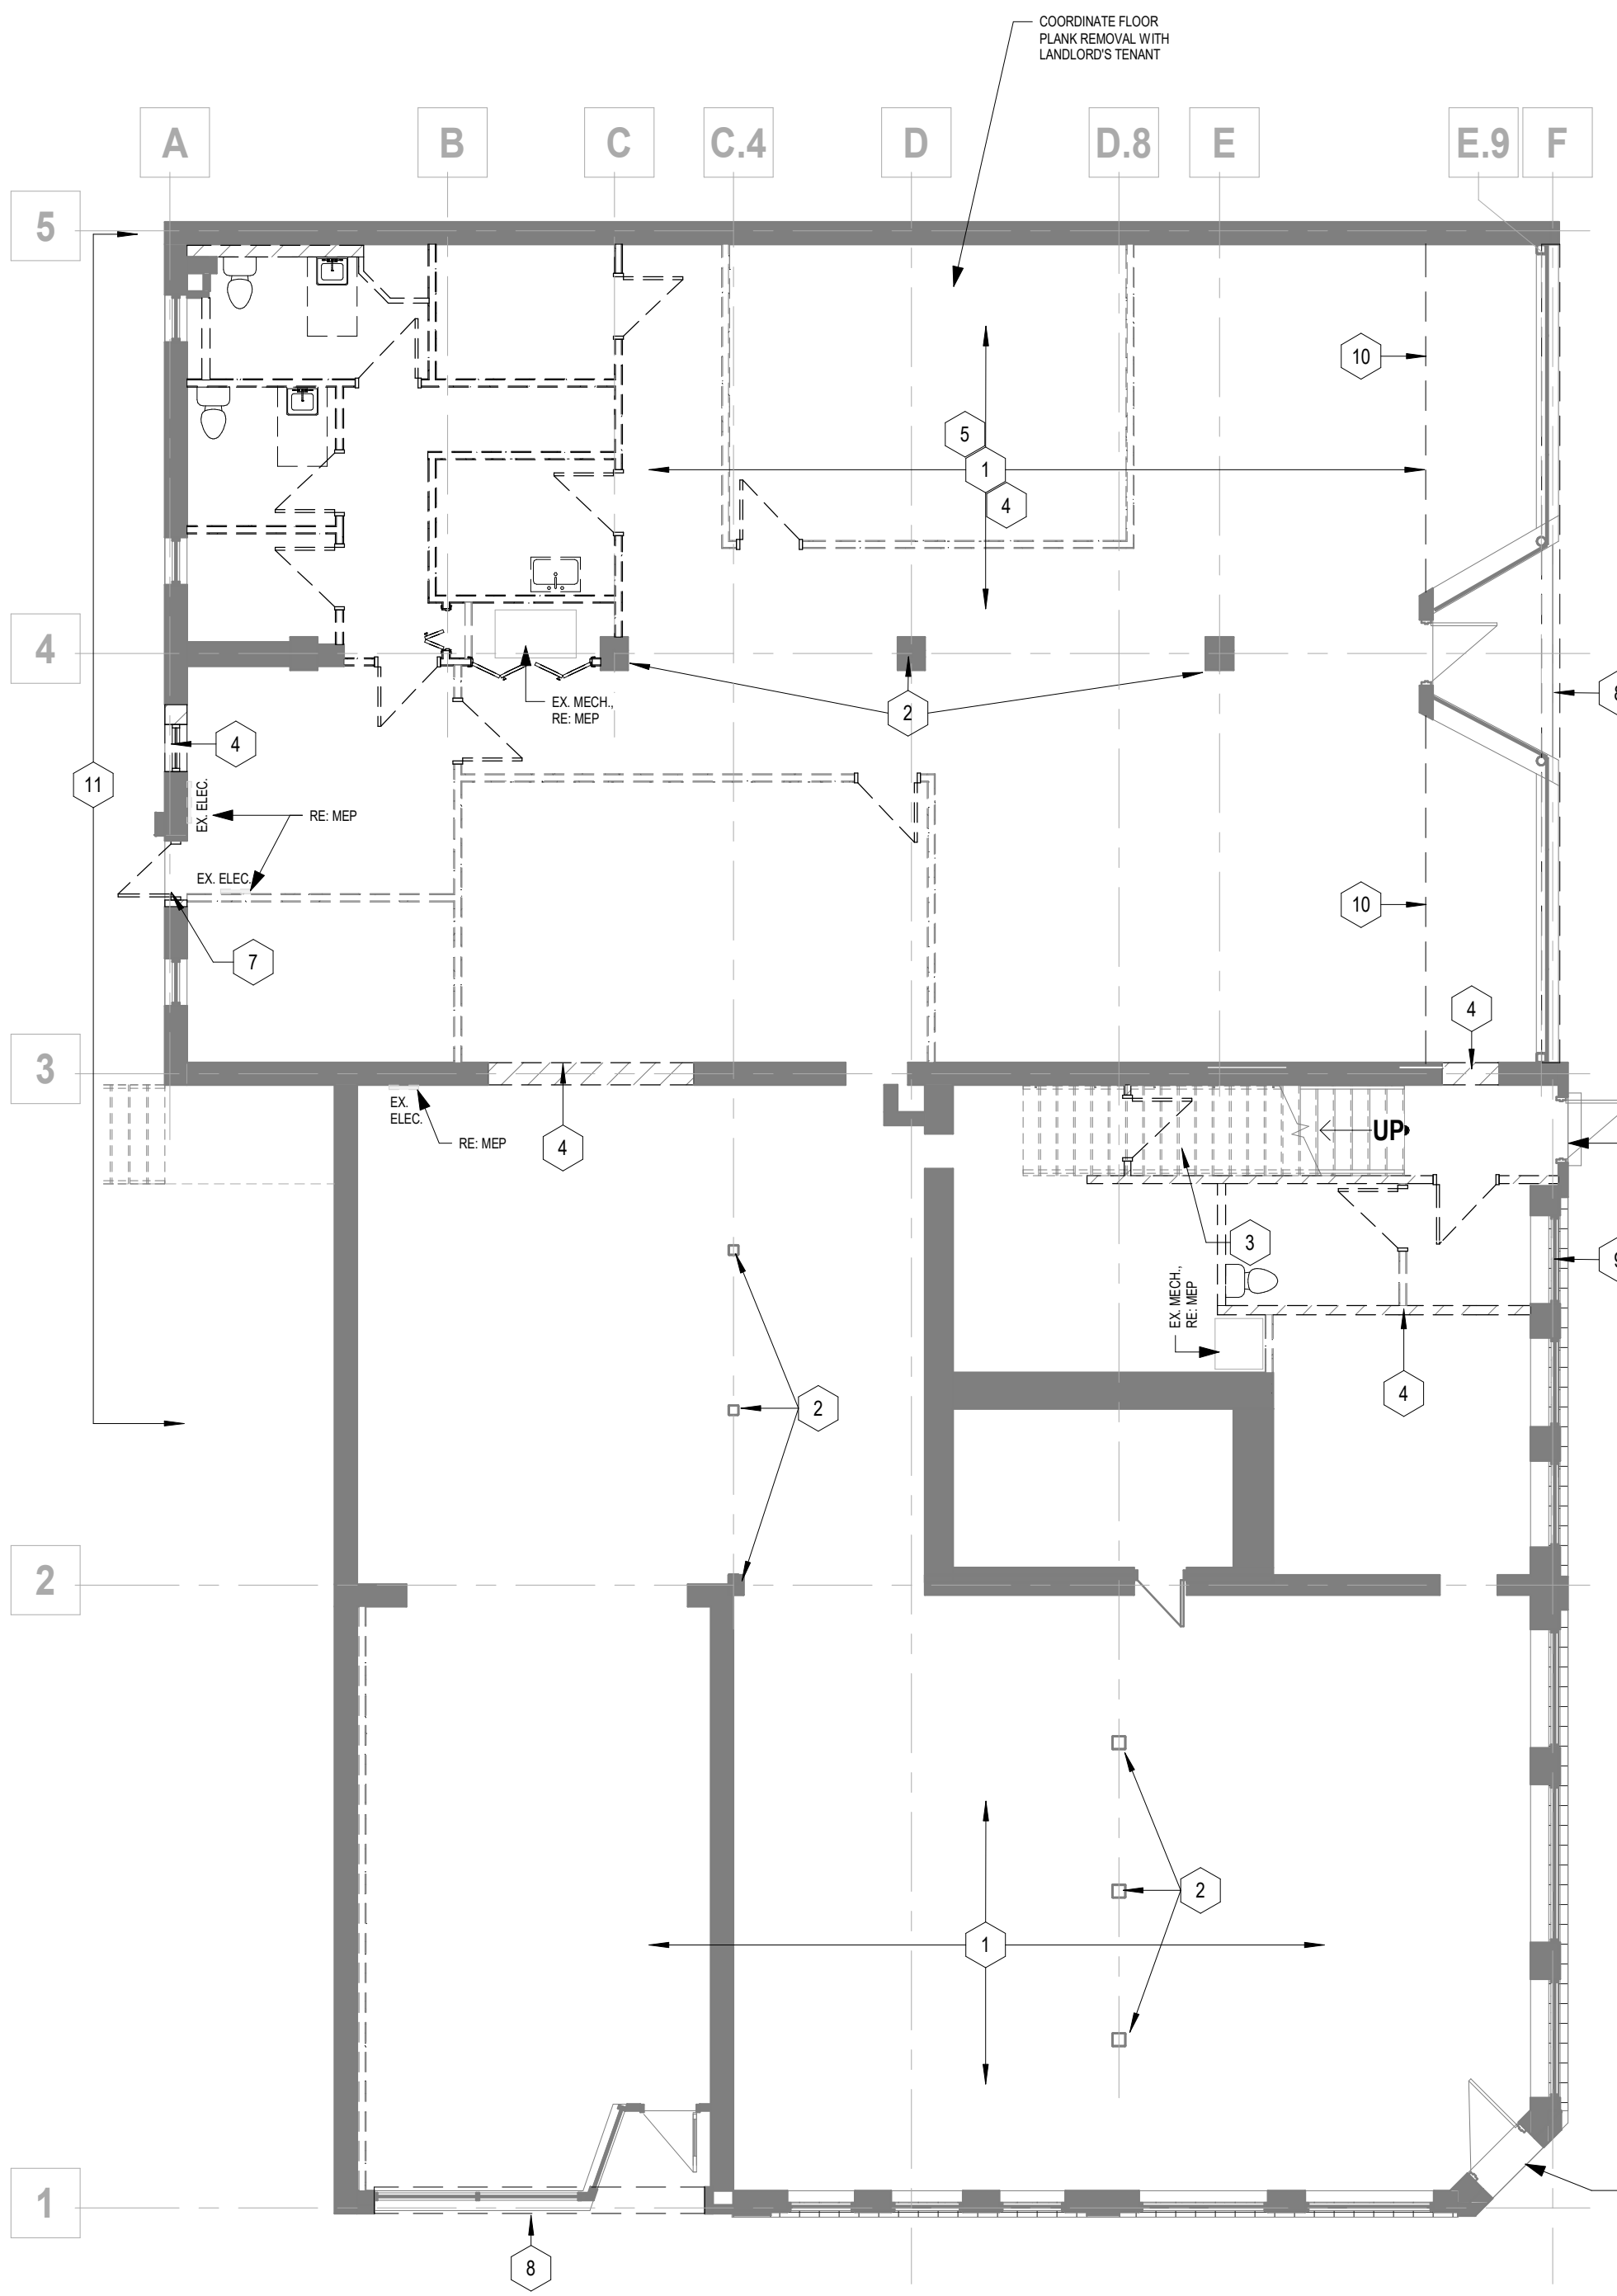 COORDINATE FLOOR
PLANK REMOVAL WITH
LANDLORD'S TENANT
A
B
C
C.4
D
D.8
E
E.9
F
5
10
5
1
4
4
EX. MECH.,
RE: MEP
2
8
4
11
EX. ELEC.
RE: MEP
EX. ELEC.
10
7
4
3
EX.
ELEC.
RE: MEP
4
UP
3
9
EX. MECH.,
RE: MEP
4
2
2
2
1
1
8